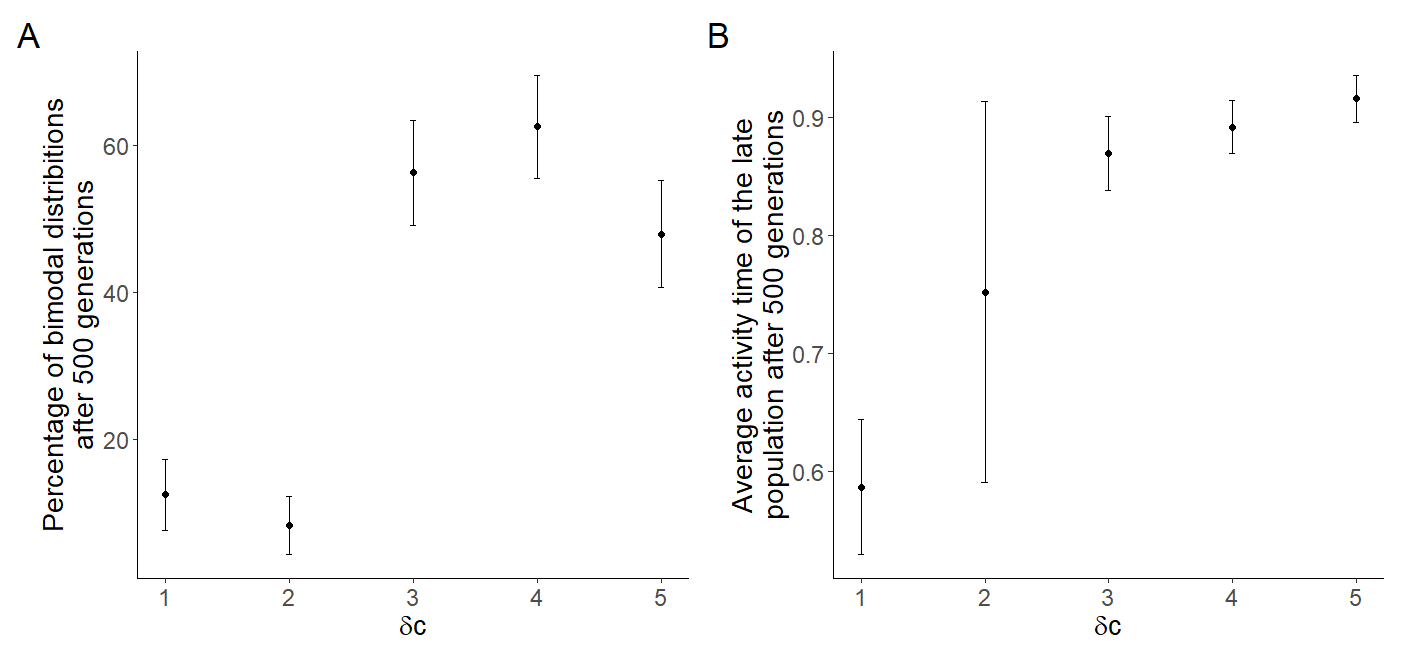 A
Percentage of bimodal distribitions
after 500 generations
60
40
20
1 2 3 4 5
δc
B
Average activity time of the late
population after 500 generations
0.9
0.8
0.7
0.6
1 2 3 4 5
δc